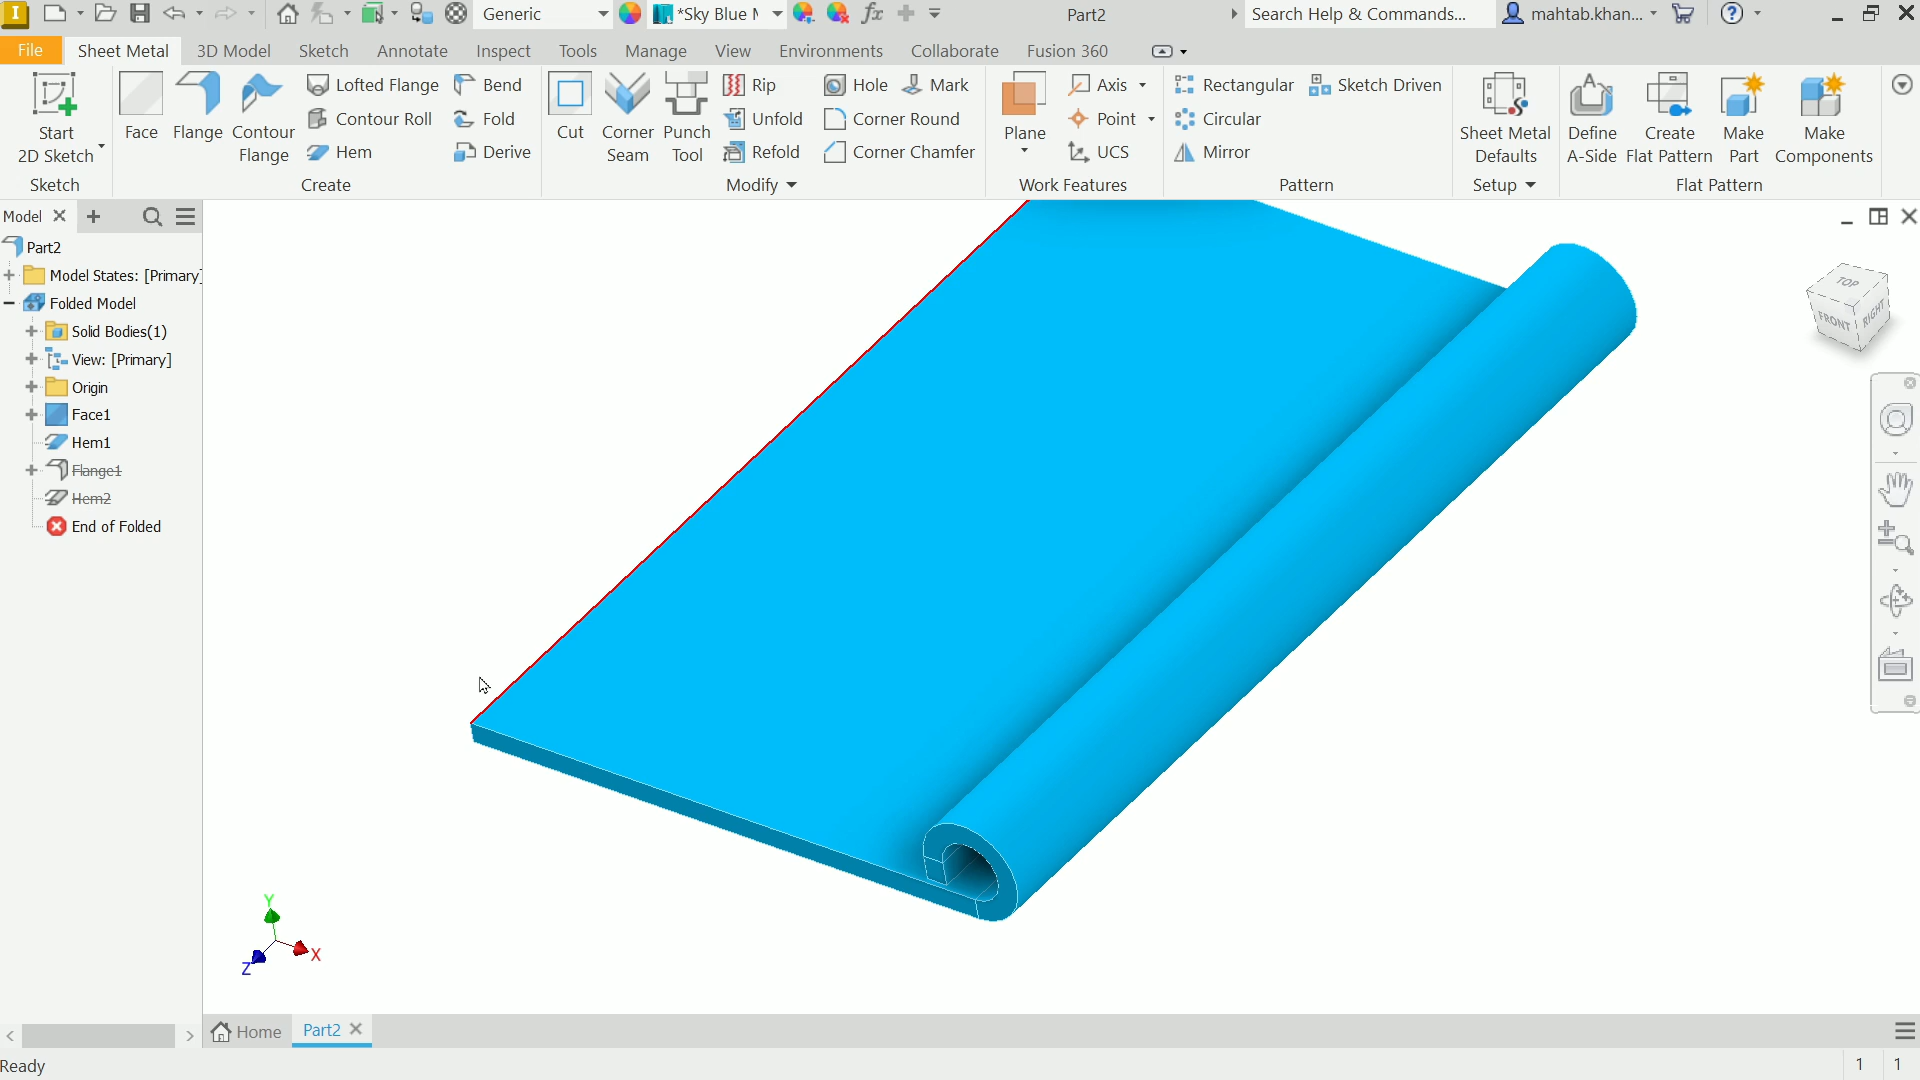 Generic
*Sky Blue M
fx
Part2
Search Help & Commands...
mahtab.khan...
File
Sheet Metal
3D Model
Sketch
Annotate
Inspect
Tools
Manage
View
Environments
Collaborate
Fusion 360
Start
2D Sketch
Sketch
Face
Flange
Contour
Flange
Lofted Flange
Contour Roll
Hem
Bend
Fold
Derive
Create
Cut
Corner
Seam
Punch
Tool
Rip
Unfold
Refold
Hole
Mark
Corner Round
Corner Chamfer
Modify
Plane
Axis
Point
UCS
Work Features
Rectangular
Sketch Driven
Circular
Mirror
Pattern
Sheet Metal
Defaults
Setup
Define
A-Side
Create
Flat Pattern
Make
Part
Make
Components
Flat Pattern
Model
Part2
Model States: [Primary]
Folded Model
Solid Bodies(1)
View: [Primary]
Origin
Face1
Hem1
Flange1
Hem2
End of Folded
TOP
FRONT
RIGHT
Y
X
Z
Home
Part2
Ready
1
1